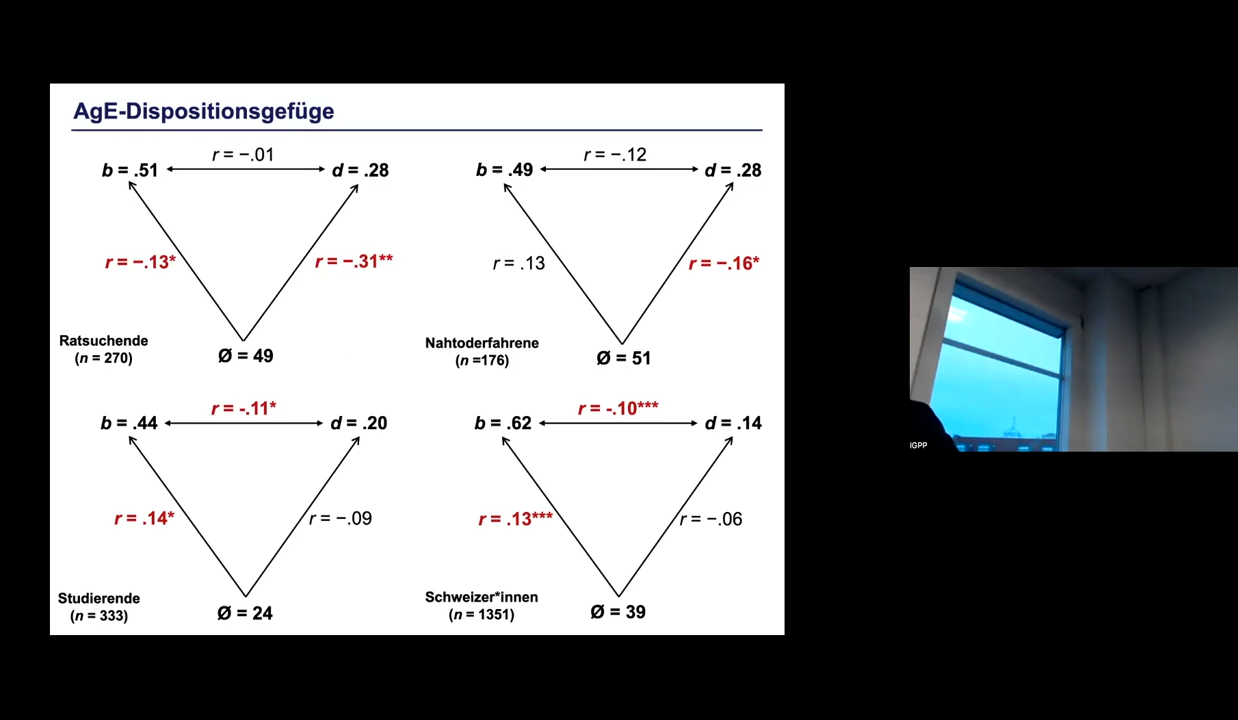 AgE-Dispositionsgefüge
r = −.01
b = .51
d = .28
r = −.13*
r = −.31**
Ratsuchende
(n = 270)
Ø = 49
r = −.12
b = .49
d = .28
r = .13
r = −.16*
Nahtoderfahrene
(n =176)
Ø = 51
r = -.11*
b = .44
d = .20
r = .14*
r = −.09
Studierende
(n = 333)
Ø = 24
r = -.10***
b = .62
d = .14
r = .13***
r = −.06
Schweizer*innen
(n = 1351)
Ø = 39
IGPP